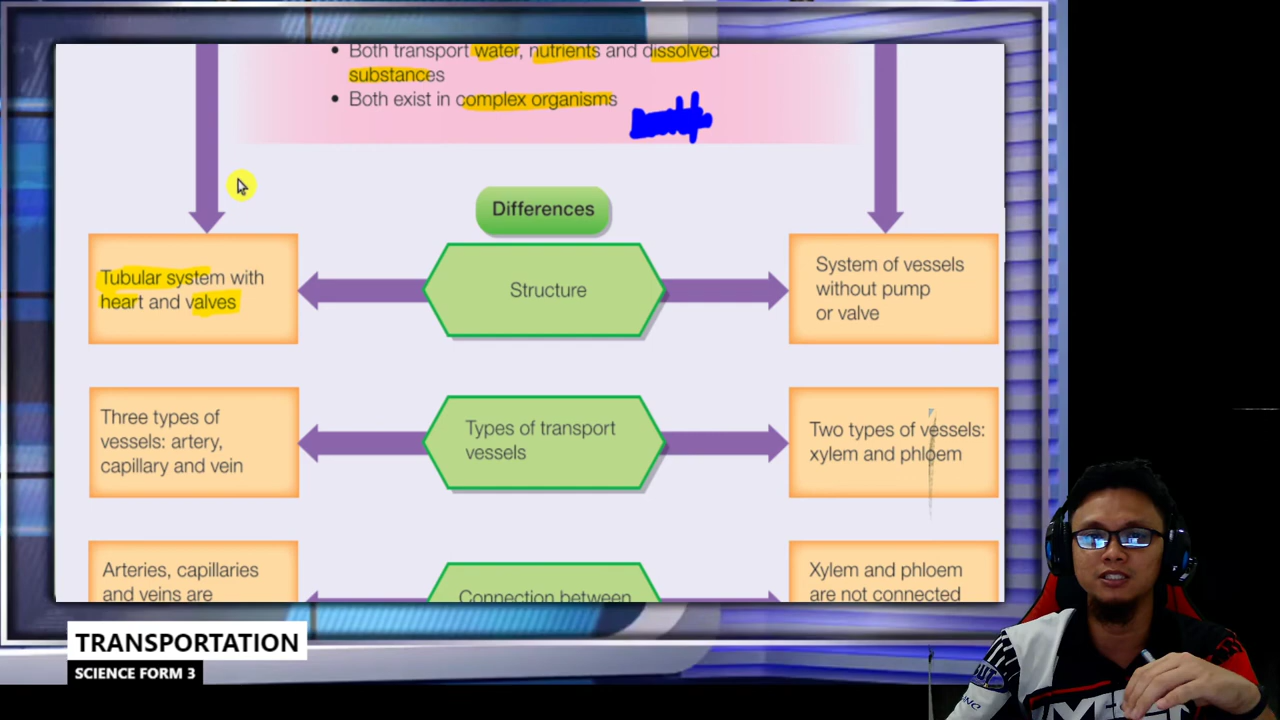 • Both transport water, nutrients and dissolved
substances
• Both exist in complex organisms
Differences
Tubular system with
heart and valves
Structure
System of vessels
without pump
or valve
Three types of
vessels: artery,
capillary and vein
Types of transport
vessels
Two types of vessels:
xylem and phloem
Arteries, capillaries
and veins are
Connection between
Xylem and phloem
are not connected
TRANSPORTATION
SCIENCE FORM 3